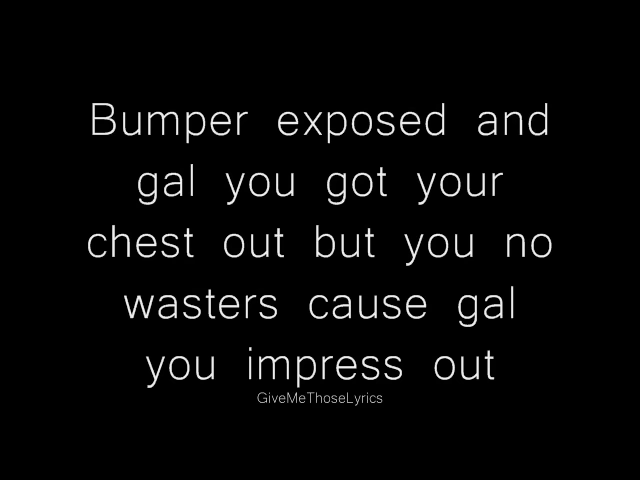 Bumper exposed and
gal you got your
chest out but you no
wasters cause gal
you impress out
GiveMeThoseLyrics